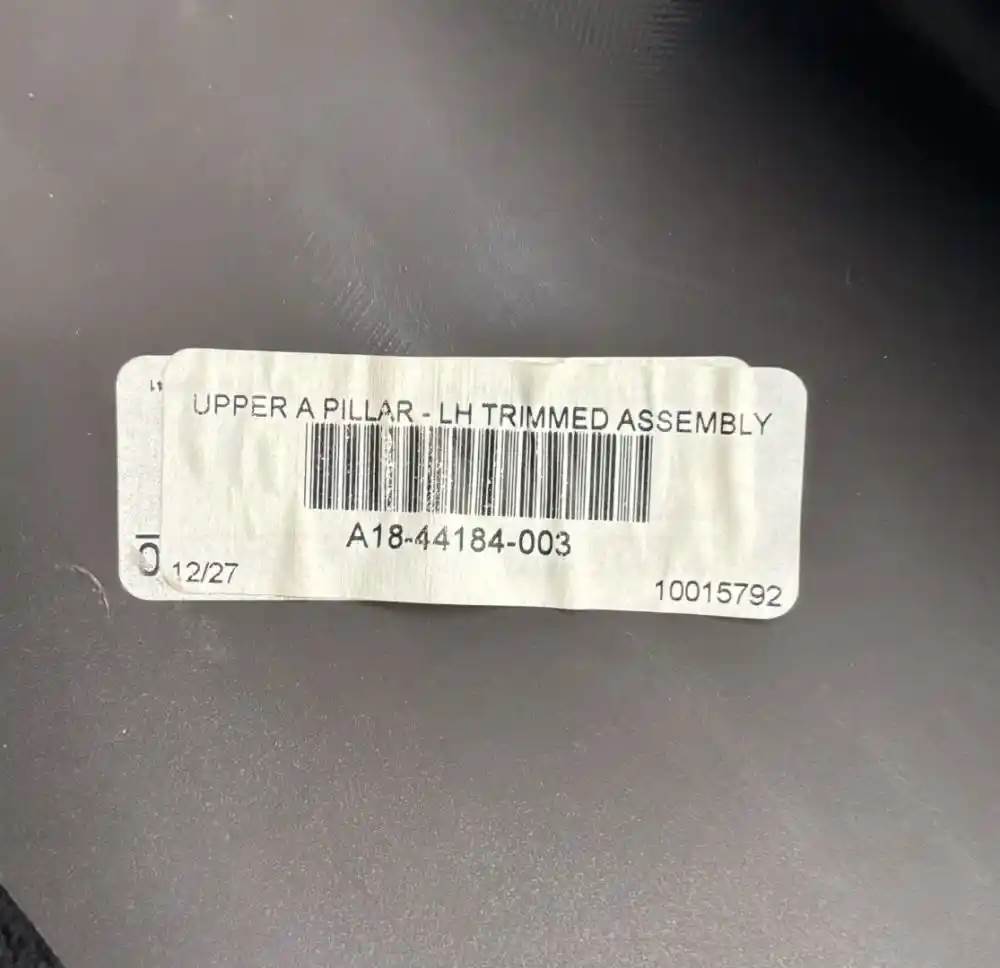 UPPER A PILLAR - LH TRIMMED ASSEMBLY
A18-44184-003
12/27
10015792